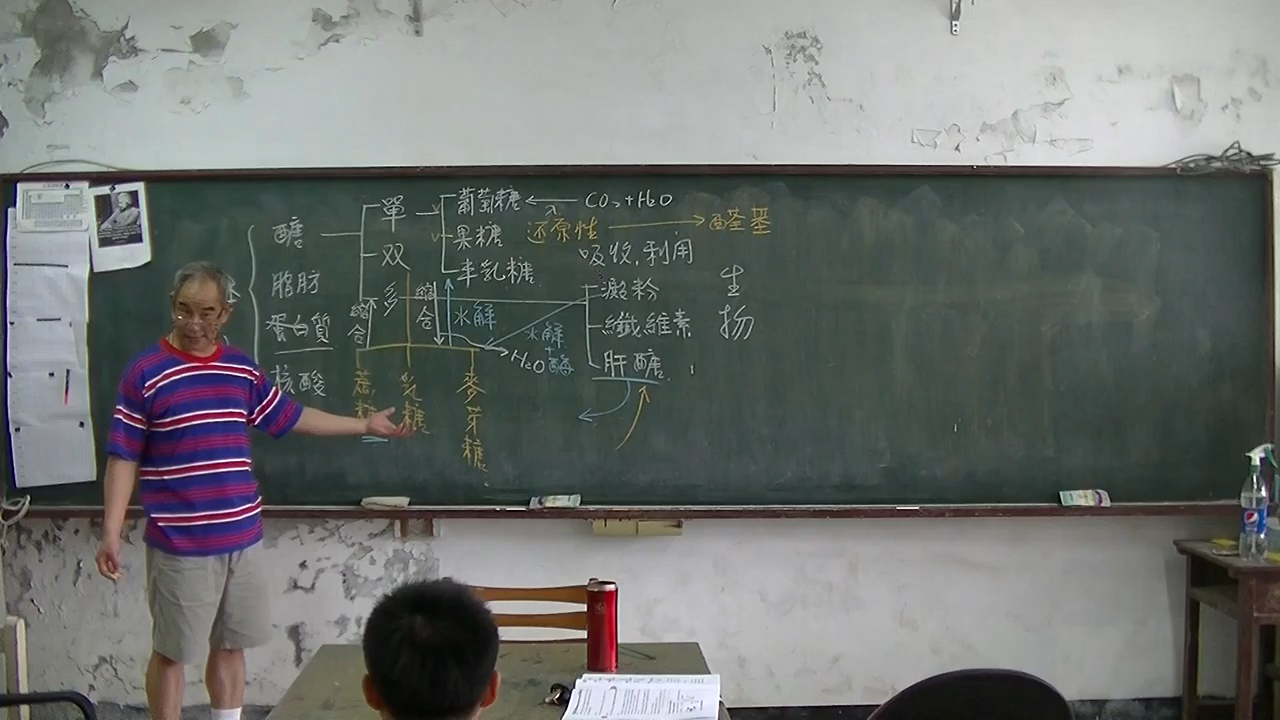 醣
脂肪
蛋白質
核酸
單
双
多
葡萄糖
CO₂+H₂O
果糖
还原性
醛基
半乳糖
吸收,利用
縮合
縮合
水解
水解+酶
H₂O
澱粉
纖維素
肝醣
生物
蔗糖
乳糖
麥芽糖